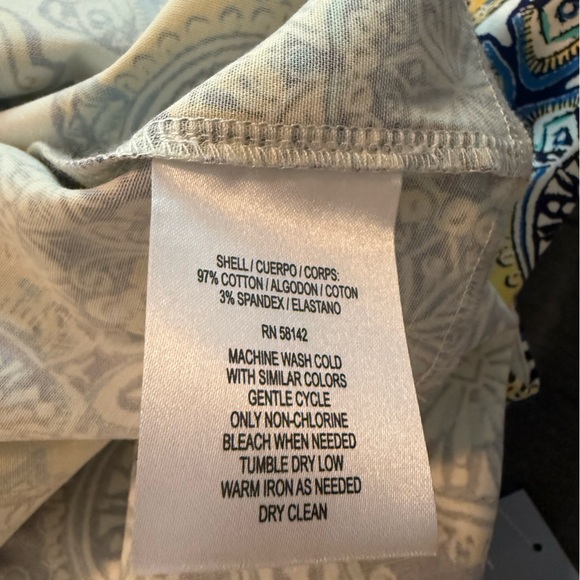 SHELL / CUERPO / CORPS:
97% COTTON / ALGODON / COTON
3% SPANDEX / ELASTANO
RN 58142
MACHINE WASH COLD
WITH SIMILAR COLORS
GENTLE CYCLE
ONLY NON-CHLORINE
BLEACH WHEN NEEDED
TUMBLE DRY LOW
WARM IRON AS NEEDED
DRY CLEAN